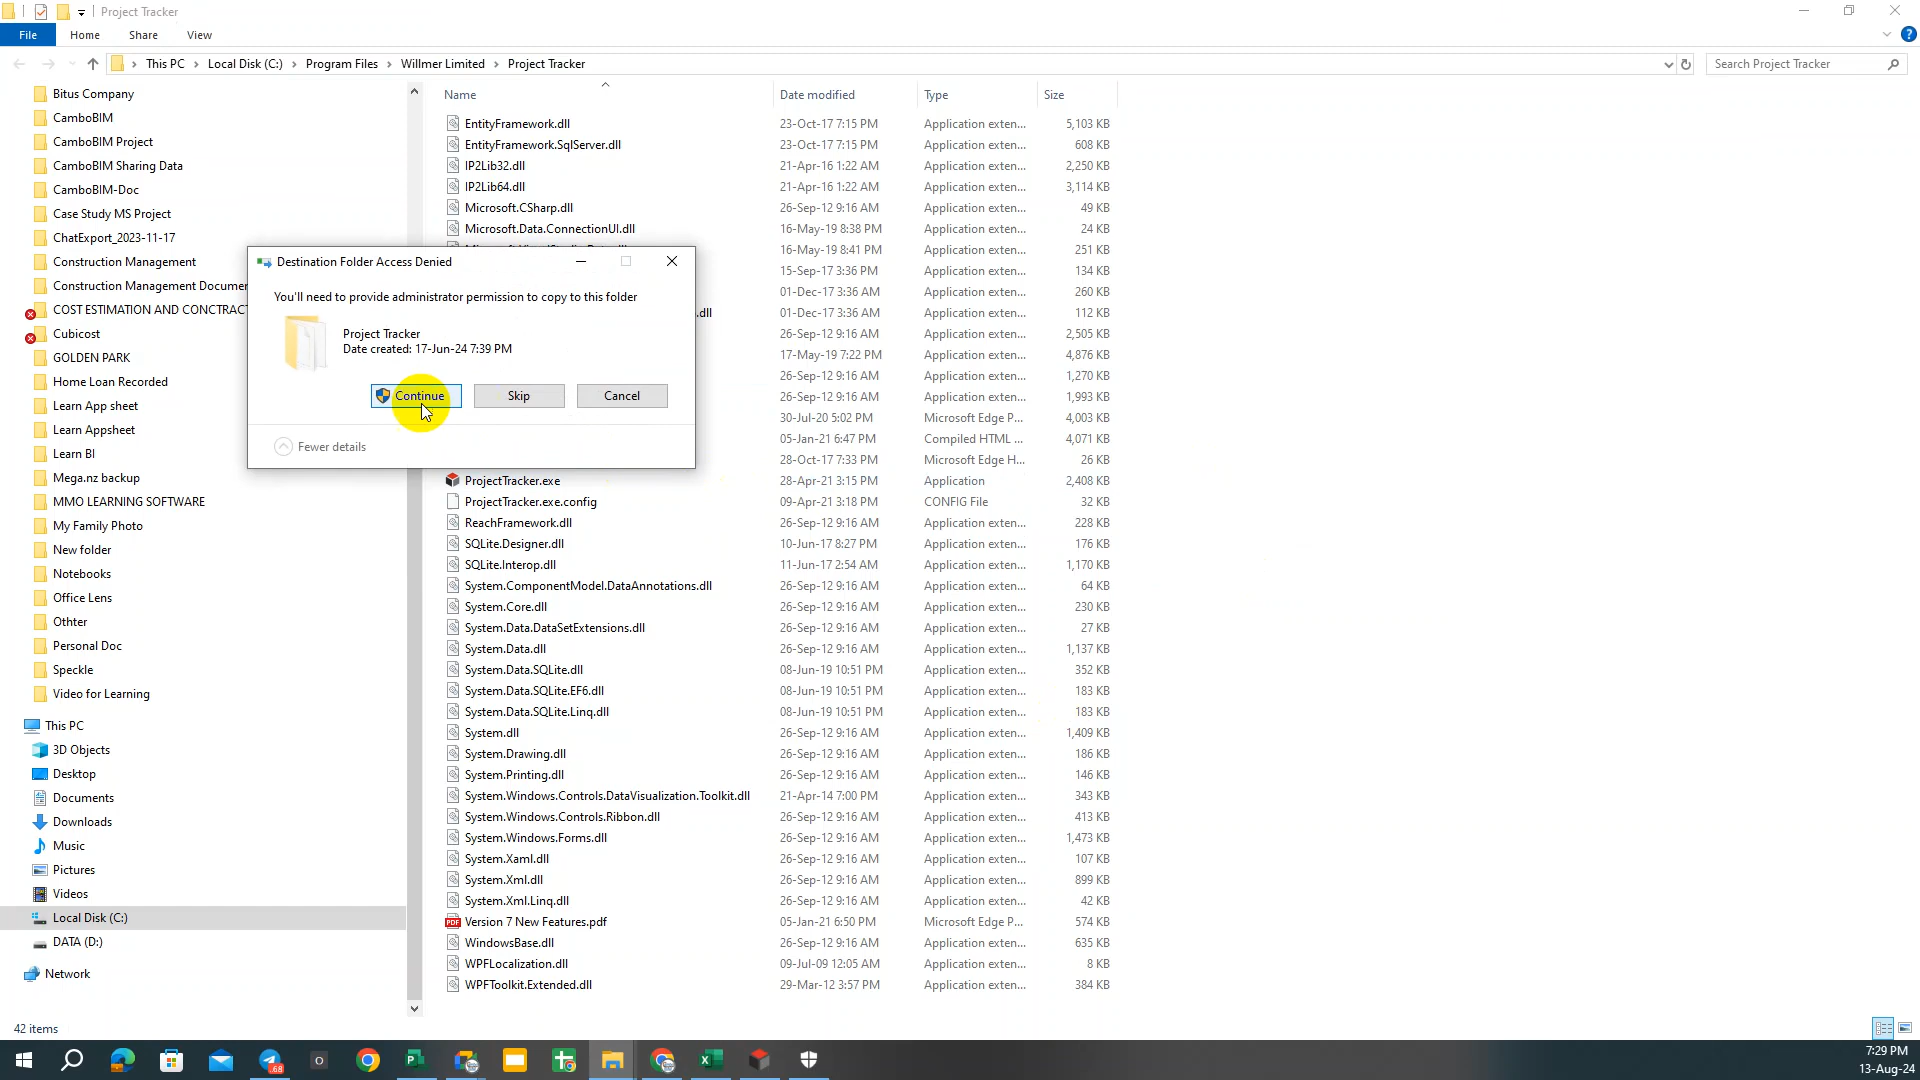 Project Tracker
File
Home
Share
View
This PC
Local Disk (C:)
Program Files
Willmer Limited
Project Tracker
Search Project Tracker
Bitus Company
CamboBIM
CamboBIM Project
CamboBIM Sharing Data
CamboBIM-Doc
Case Study MS Project
ChatExport_2023-11-17
Construction Management
Construction Management Documen
COST ESTIMATION AND CONCTRACT
Cubicost
GOLDEN PARK
Home Loan Recorded
Learn App sheet
Learn Appsheet
Learn BI
Mega.nz backup
MMO LEARNING SOFTWARE
My Family Photo
New folder
Notebooks
Office Lens
Othter
Personal Doc
Speckle
Video for Learning
This PC
3D Objects
Desktop
Documents
Downloads
Music
Pictures
Videos
Local Disk (C:)
DATA (D:)
Network
Name Date modified Type Size
EntityFramework.dll 23-Oct-17 7:15 PM Application exten... 5,103 KB
EntityFramework.SqlServer.dll 23-Oct-17 7:15 PM Application exten... 608 KB
IP2Lib32.dll 21-Apr-16 1:22 AM Application exten... 2,250 KB
IP2Lib64.dll 21-Apr-16 1:22 AM Application exten... 3,114 KB
Microsoft.CSharp.dll 26-Sep-12 9:16 AM Application exten... 49 KB
Microsoft.Data.ConnectionUI.dll 16-May-19 8:38 PM Application exten... 24 KB
16-May-19 8:41 PM Application exten... 251 KB
15-Sep-17 3:36 PM Application exten... 134 KB
01-Dec-17 3:36 AM Application exten... 260 KB
.dll 01-Dec-17 3:36 AM Application exten... 112 KB
26-Sep-12 9:16 AM Application exten... 2,505 KB
17-May-19 7:22 PM Application exten... 4,876 KB
26-Sep-12 9:16 AM Application exten... 1,270 KB
26-Sep-12 9:16 AM Application exten... 1,993 KB
30-Jul-20 5:02 PM Microsoft Edge P... 4,003 KB
05-Jan-21 6:47 PM Compiled HTML ... 4,071 KB
28-Oct-17 7:33 PM Microsoft Edge H... 26 KB
ProjectTracker.exe 28-Apr-21 3:15 PM Application 2,408 KB
ProjectTracker.exe.config 09-Apr-21 3:18 PM CONFIG File 32 KB
ReachFramework.dll 26-Sep-12 9:16 AM Application exten... 228 KB
SQLite.Designer.dll 10-Jun-17 8:27 PM Application exten... 176 KB
SQLite.Interop.dll 11-Jun-17 2:54 AM Application exten... 1,170 KB
System.ComponentModel.DataAnnotations.dll 26-Sep-12 9:16 AM Application exten... 64 KB
System.Core.dll 26-Sep-12 9:16 AM Application exten... 230 KB
System.Data.DataSetExtensions.dll 26-Sep-12 9:16 AM Application exten... 27 KB
System.Data.dll 26-Sep-12 9:16 AM Application exten... 1,137 KB
System.Data.SQLite.dll 08-Jun-19 10:51 PM Application exten... 352 KB
System.Data.SQLite.EF6.dll 08-Jun-19 10:51 PM Application exten... 183 KB
System.Data.SQLite.Linq.dll 08-Jun-19 10:51 PM Application exten... 183 KB
System.dll 26-Sep-12 9:16 AM Application exten... 1,409 KB
System.Drawing.dll 26-Sep-12 9:16 AM Application exten... 186 KB
System.Printing.dll 26-Sep-12 9:16 AM Application exten... 146 KB
System.Windows.Controls.DataVisualization.Toolkit.dll 21-Apr-14 7:00 PM Application exten... 343 KB
System.Windows.Controls.Ribbon.dll 26-Sep-12 9:16 AM Application exten... 413 KB
System.Windows.Forms.dll 26-Sep-12 9:16 AM Application exten... 1,473 KB
System.Xaml.dll 26-Sep-12 9:16 AM Application exten... 107 KB
System.Xml.dll 26-Sep-12 9:16 AM Application exten... 899 KB
System.Xml.Linq.dll 26-Sep-12 9:16 AM Application exten... 42 KB
Version 7 New Features.pdf 05-Jan-21 6:50 PM Microsoft Edge P... 574 KB
WindowsBase.dll 26-Sep-12 9:16 AM Application exten... 635 KB
WPFLocalization.dll 09-Jul-09 12:05 AM Application exten... 8 KB
WPFToolkit.Extended.dll 29-Mar-12 3:57 PM Application exten... 384 KB
Destination Folder Access Denied
You'll need to provide administrator permission to copy to this folder
Project Tracker
Date created: 17-Jun-24 7:39 PM
Continue
Skip
Cancel
Fewer details
42 items
7:29 PM
13-Aug-24